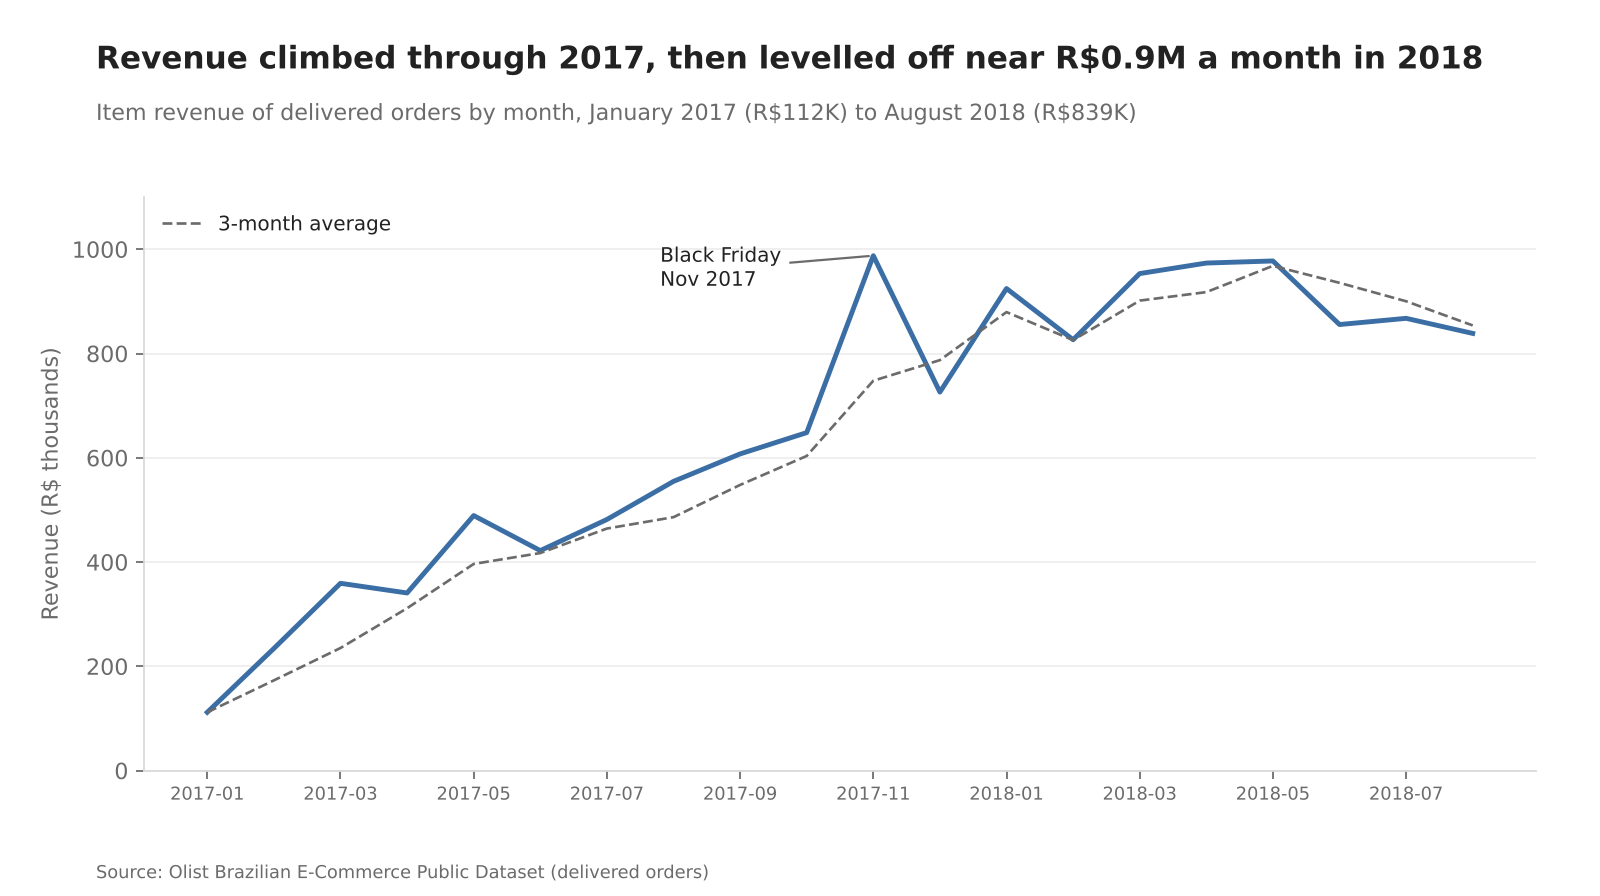 Revenue climbed through 2017, then levelled off near R$0.9M a month in 2018
Item revenue of delivered orders by month, January 2017 (R$112K) to August 2018 (R$839K)
3-month average
Black Friday
Nov 2017
Revenue (R$ thousands)
1000
800
600
400
200
0
2017-01 2017-03 2017-05 2017-07 2017-09 2017-11 2018-01 2018-03 2018-05 2018-07
Source: Olist Brazilian E-Commerce Public Dataset (delivered orders)